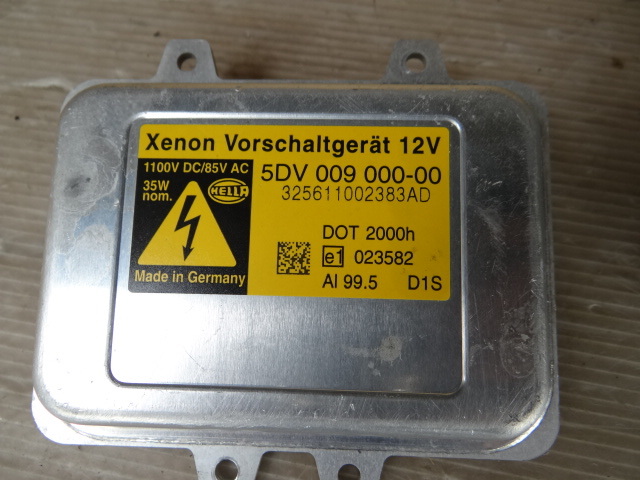 Xenon Vorschaltgerät 12V
1100V DC/85V AC
35W
nom.
HELLA
5DV 009 000-00
325611002383AD
DOT 2000h
e1 023582
Al 99.5 D1S
Made in Germany